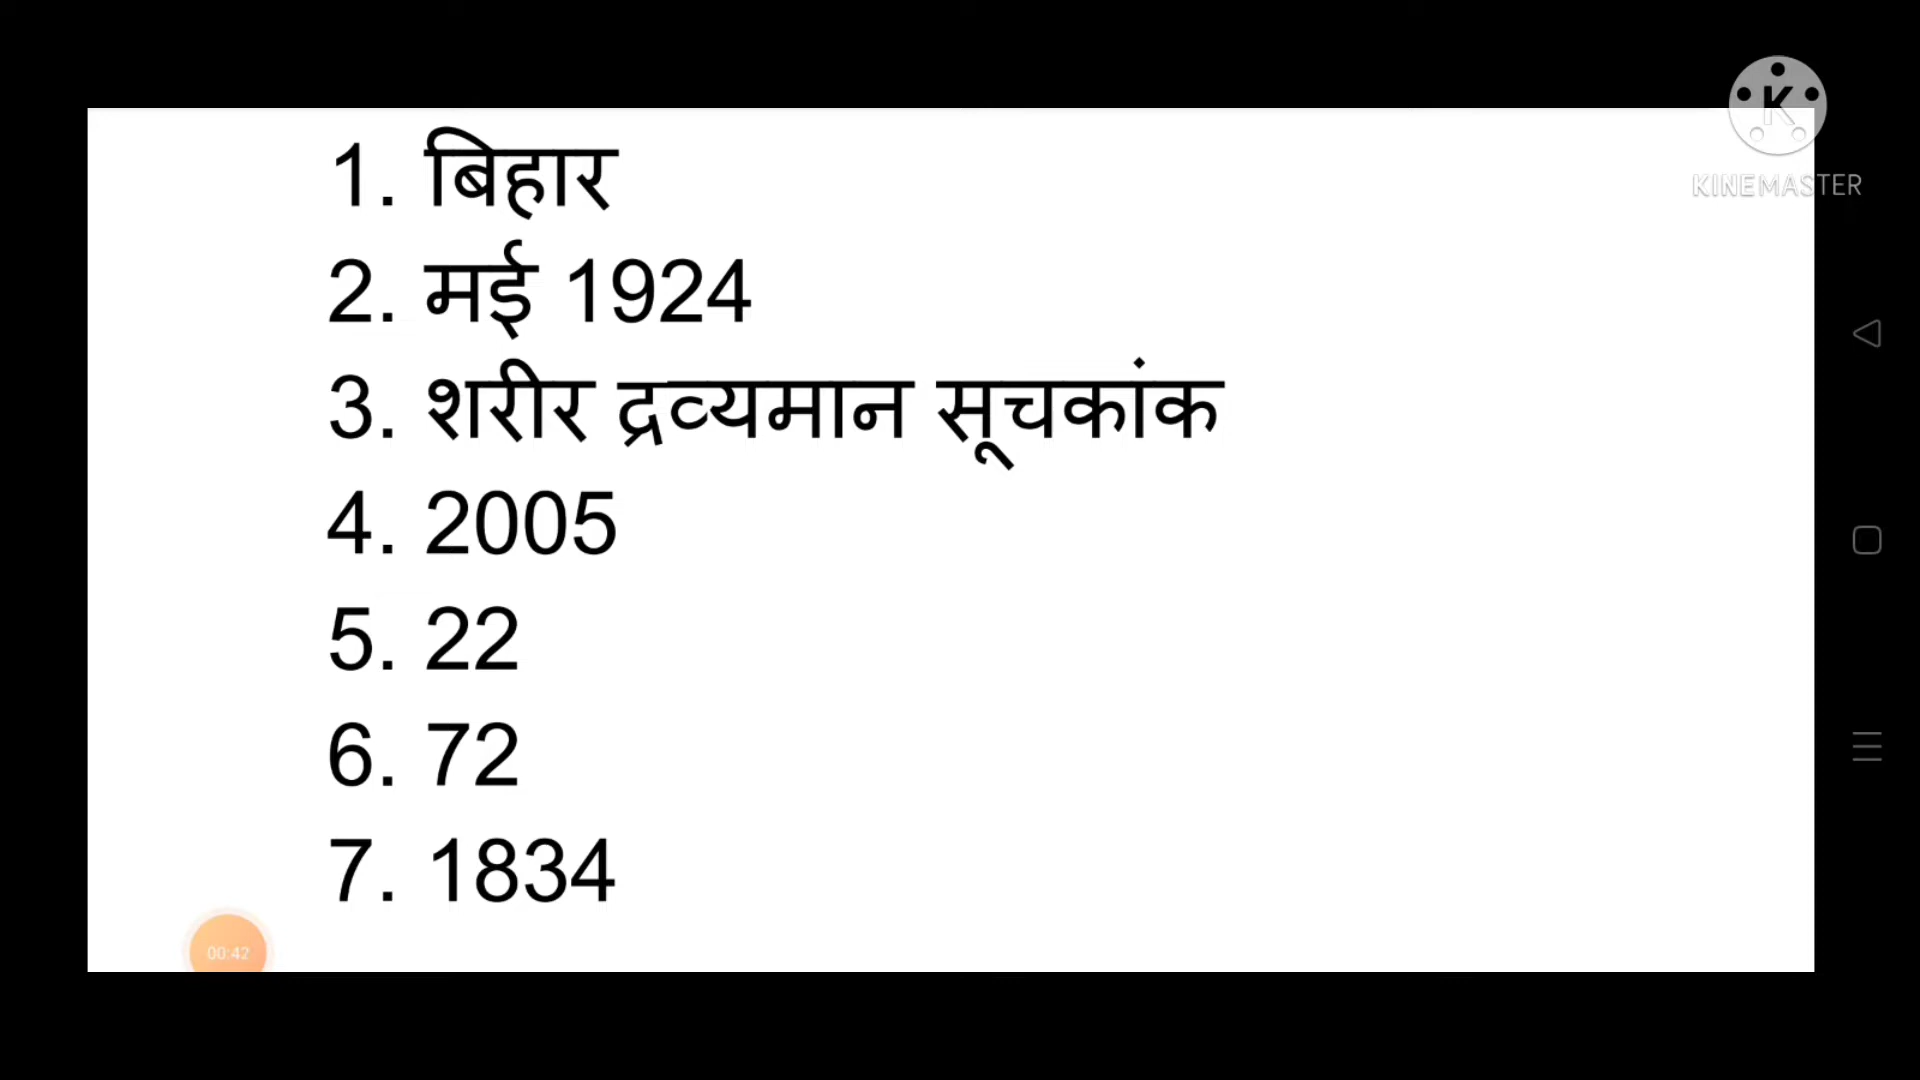 1. बिहार
2. मई 1924
3. शरीर द्रव्यमान सूचकांक
4. 2005
5. 22
6. 72
7. 1834
K
KINEMASTER
00:42